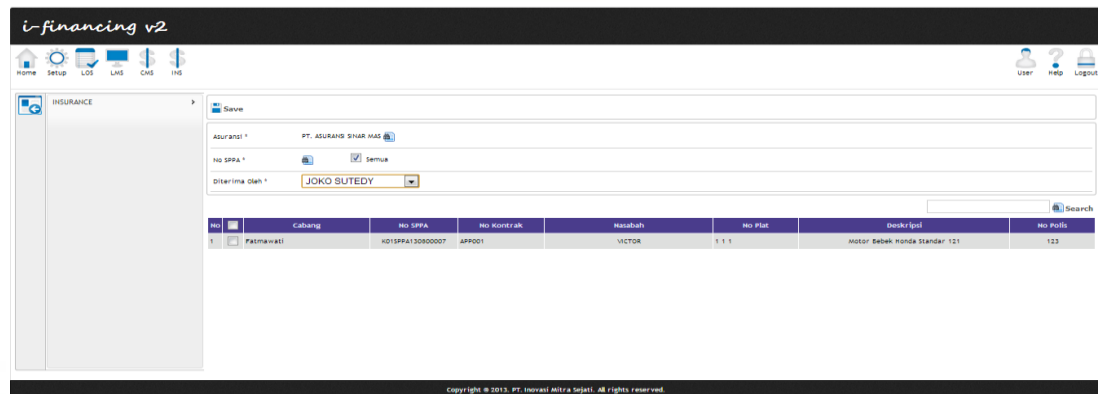 i-financing v2
Home Setup LOS LMS CMS INS User Help Logout
INSURANCE
Save
Asuransi * PT. ASURANSI SINAR MAS
No SPPA * Semua
Diterima Oleh * JOKO SUTEDY
Search
No Cabang No SPPA No Kontrak Nasabah No Plat Deskripsi No Polis
1 Fatmawati K01SPPA130800007 APP001 VICTOR 1 1 1 Motor Bebek Honda Standar 121 123
Copyright © 2013. PT. Inovasi Mitra Sejati. All rights reserved.